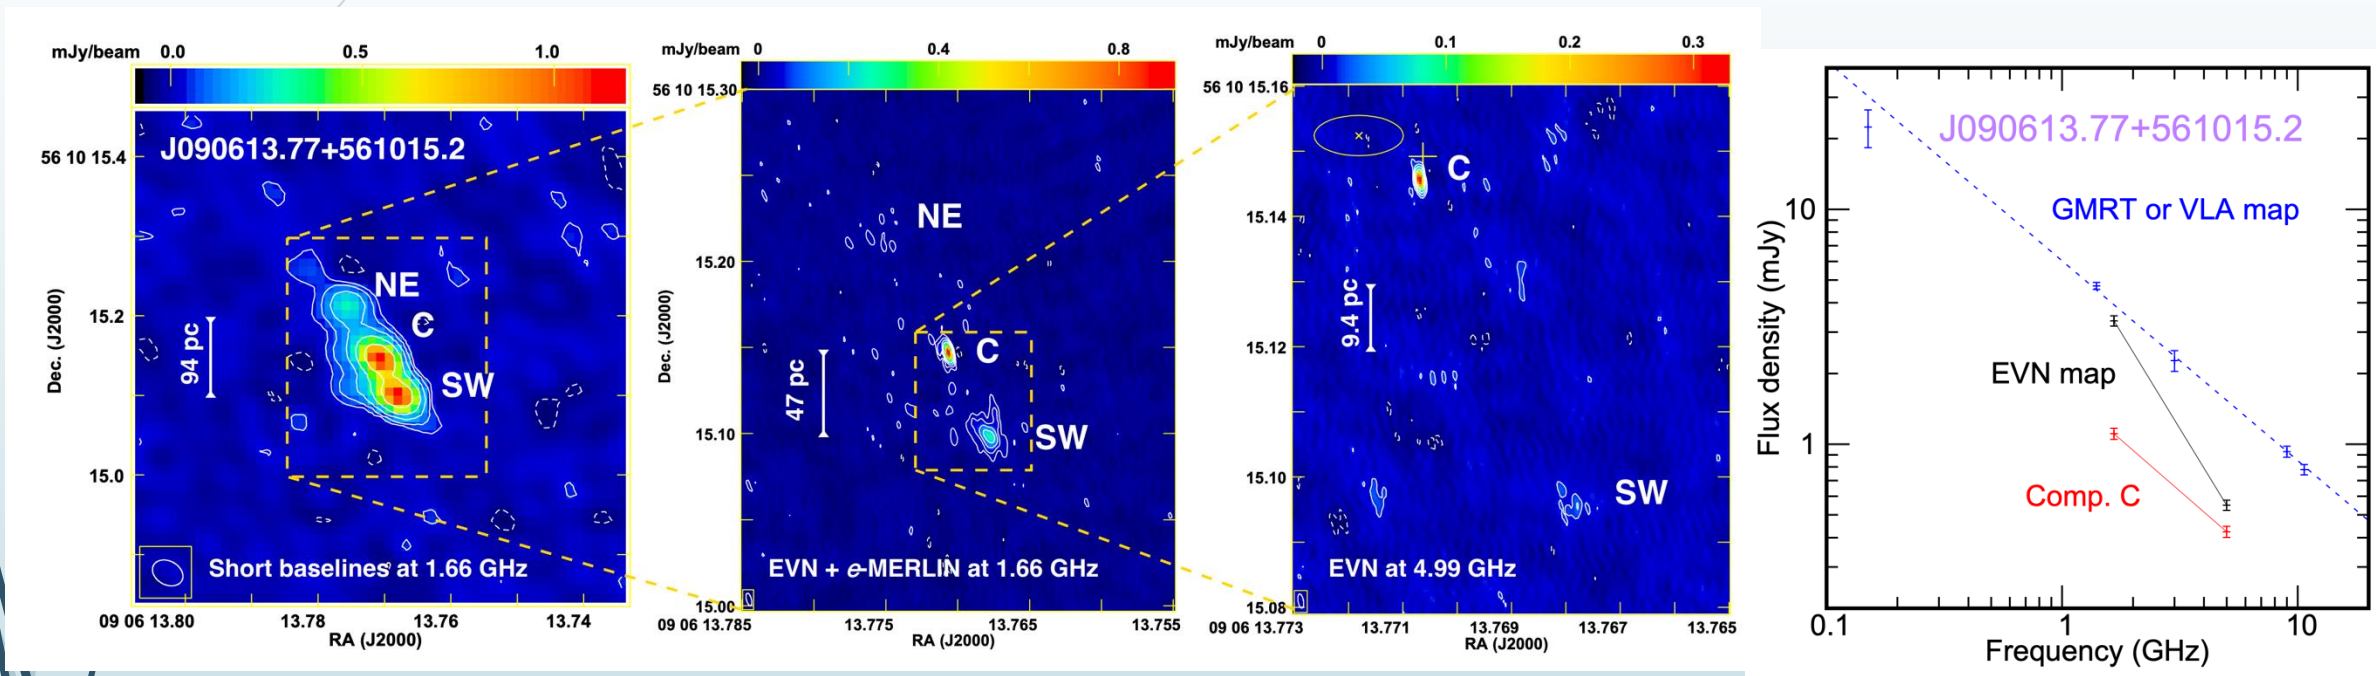 mJy/beam 0.0 0.5 1.0
J090613.77+561015.2
56 10 15.4
15.2
15.0
Dec. (J2000)
94 pc
NE
C
SW
Short baselines at 1.66 GHz
09 06 13.80 13.78 13.76 13.74
RA (J2000)
mJy/beam 0 0.4 0.8
56 10 15.30
15.20
15.10
15.00
Dec. (J2000)
47 pc
NE
C
SW
EVN + e-MERLIN at 1.66 GHz
09 06 13.785 13.775 13.765 13.755
RA (J2000)
mJy/beam 0 0.1 0.2 0.3
56 10 15.16
15.14
15.12
15.10
15.08
9.4 pc
C
SW
EVN at 4.99 GHz
09 06 13.773 13.771 13.769 13.767 13.765
RA (J2000)
J090613.77+561015.2
GMRT or VLA map
EVN map
Comp. C
Flux density (mJy)
10
1
0.1 1 10
Frequency (GHz)